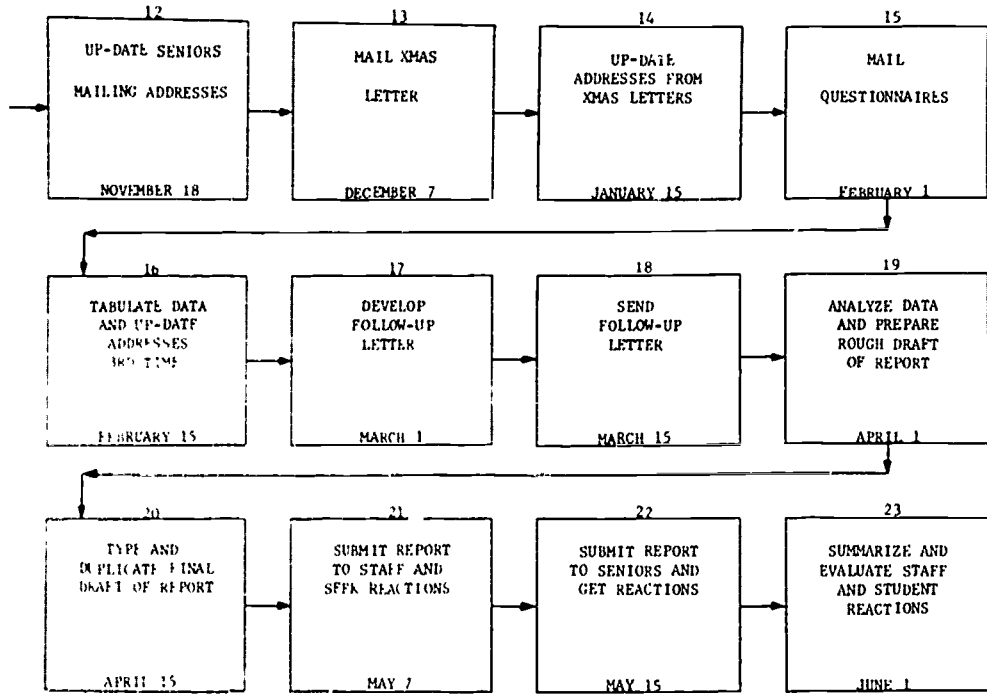 12
UP-DATE SENIORS
MAILING ADDRESSES
NOVEMBER 18
13
MAIL XMAS
LETTER
DECEMBER 7
14
UP-DATE
ADDRESSES FROM
XMAS LETTERS
JANUARY 15
15
MAIL
QUESTIONNAIRES
FEBRUARY 1
16
TABULATE DATA
AND UP-DATE
ADDRESSES
3RD TIME
FEBRUARY 15
17
DEVELOP
FOLLOW-UP
LETTER
MARCH 1
18
SEND
FOLLOW-UP
LETTER
MARCH 15
19
ANALYZE DATA
AND PREPARE
ROUGH DRAFT
OF REPORT
APRIL 1
20
TYPE AND
DUPLICATE FINAL
DRAFT OF REPORT
APRIL 15
21
SUBMIT REPORT
TO STAFF AND
SEEK REACTIONS
MAY 7
22
SUBMIT REPORT
TO SENIORS AND
GET REACTIONS
MAY 15
23
SUMMARIZE AND
EVALUATE STAFF
AND STUDENT
REACTIONS
JUNE 1